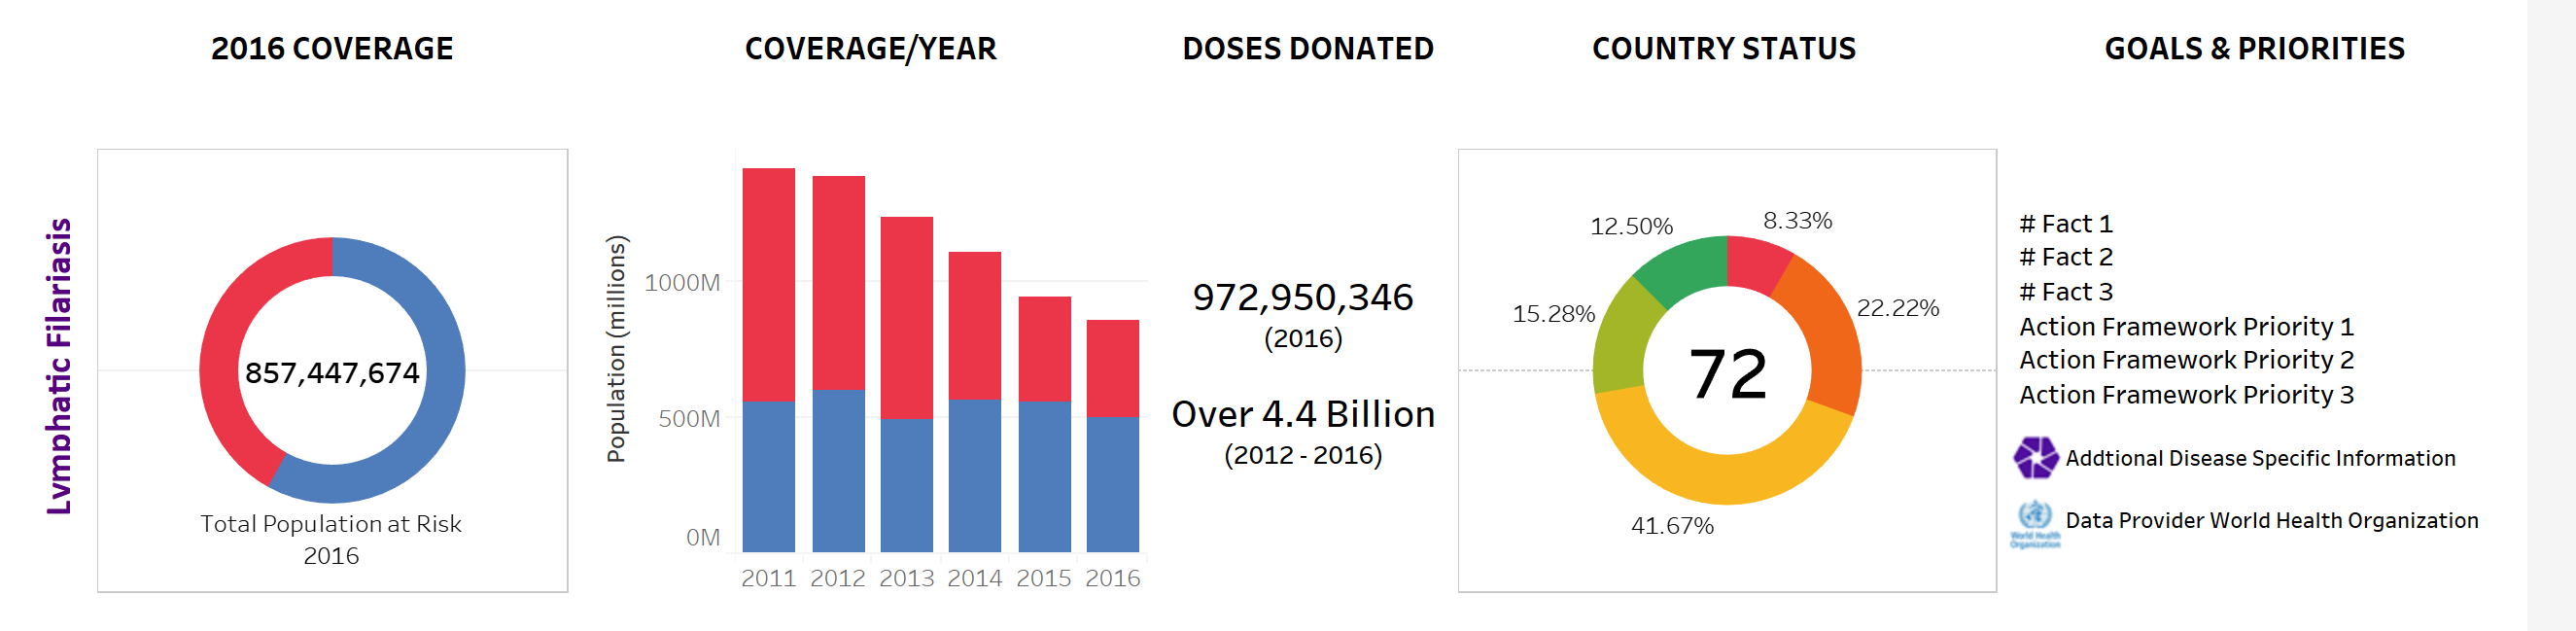 2016 COVERAGE
COVERAGE/YEAR
DOSES DONATED
COUNTRY STATUS
GOALS & PRIORITIES
Lymphatic Filariasis
857,447,674
Total Population at Risk
2016
Population (millions)
1000M
500M
0M
2011 2012 2013 2014 2015 2016
972,950,346
(2016)
Over 4.4 Billion
(2012 - 2016)
12.50%
8.33%
15.28%
22.22%
72
41.67%
# Fact 1
# Fact 2
# Fact 3
Action Framework Priority 1
Action Framework Priority 2
Action Framework Priority 3
Addtional Disease Specific Information
World Health
Organization
Data Provider World Health Organization